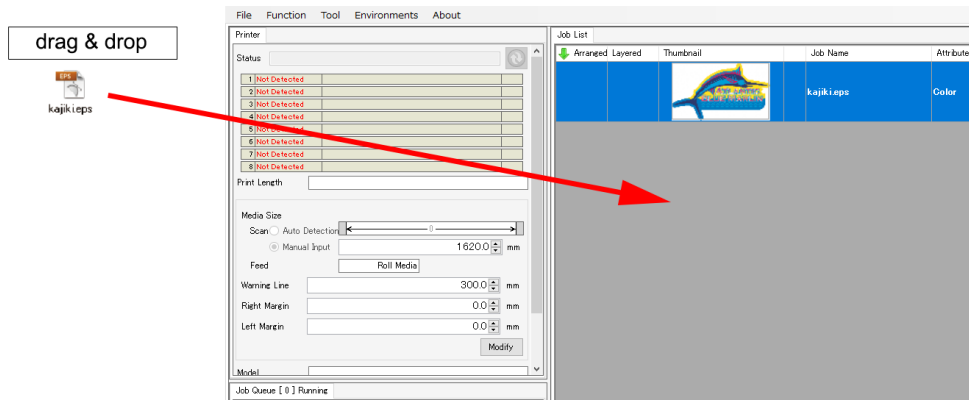 drag & drop
EPS
kajiki.eps
File Function Tool Environments About
Printer
Status
1 Not Detected
2 Not Detected
3 Not Detected
4 Not Detected
5 Not Detected
6 Not Detected
7 Not Detected
8 Not Detected
Print Length
Media Size
Scan Auto Detection 0
Manual Input 1620.0 mm
Feed Roll Media
Warning Line 300.0 mm
Right Margin 0.0 mm
Left Margin 0.0 mm
Modify
Model
Job Queue [ 0 ] Running
Job List
Arranged Layered Thumbnail Job Name Attribute
kajiki.eps Color